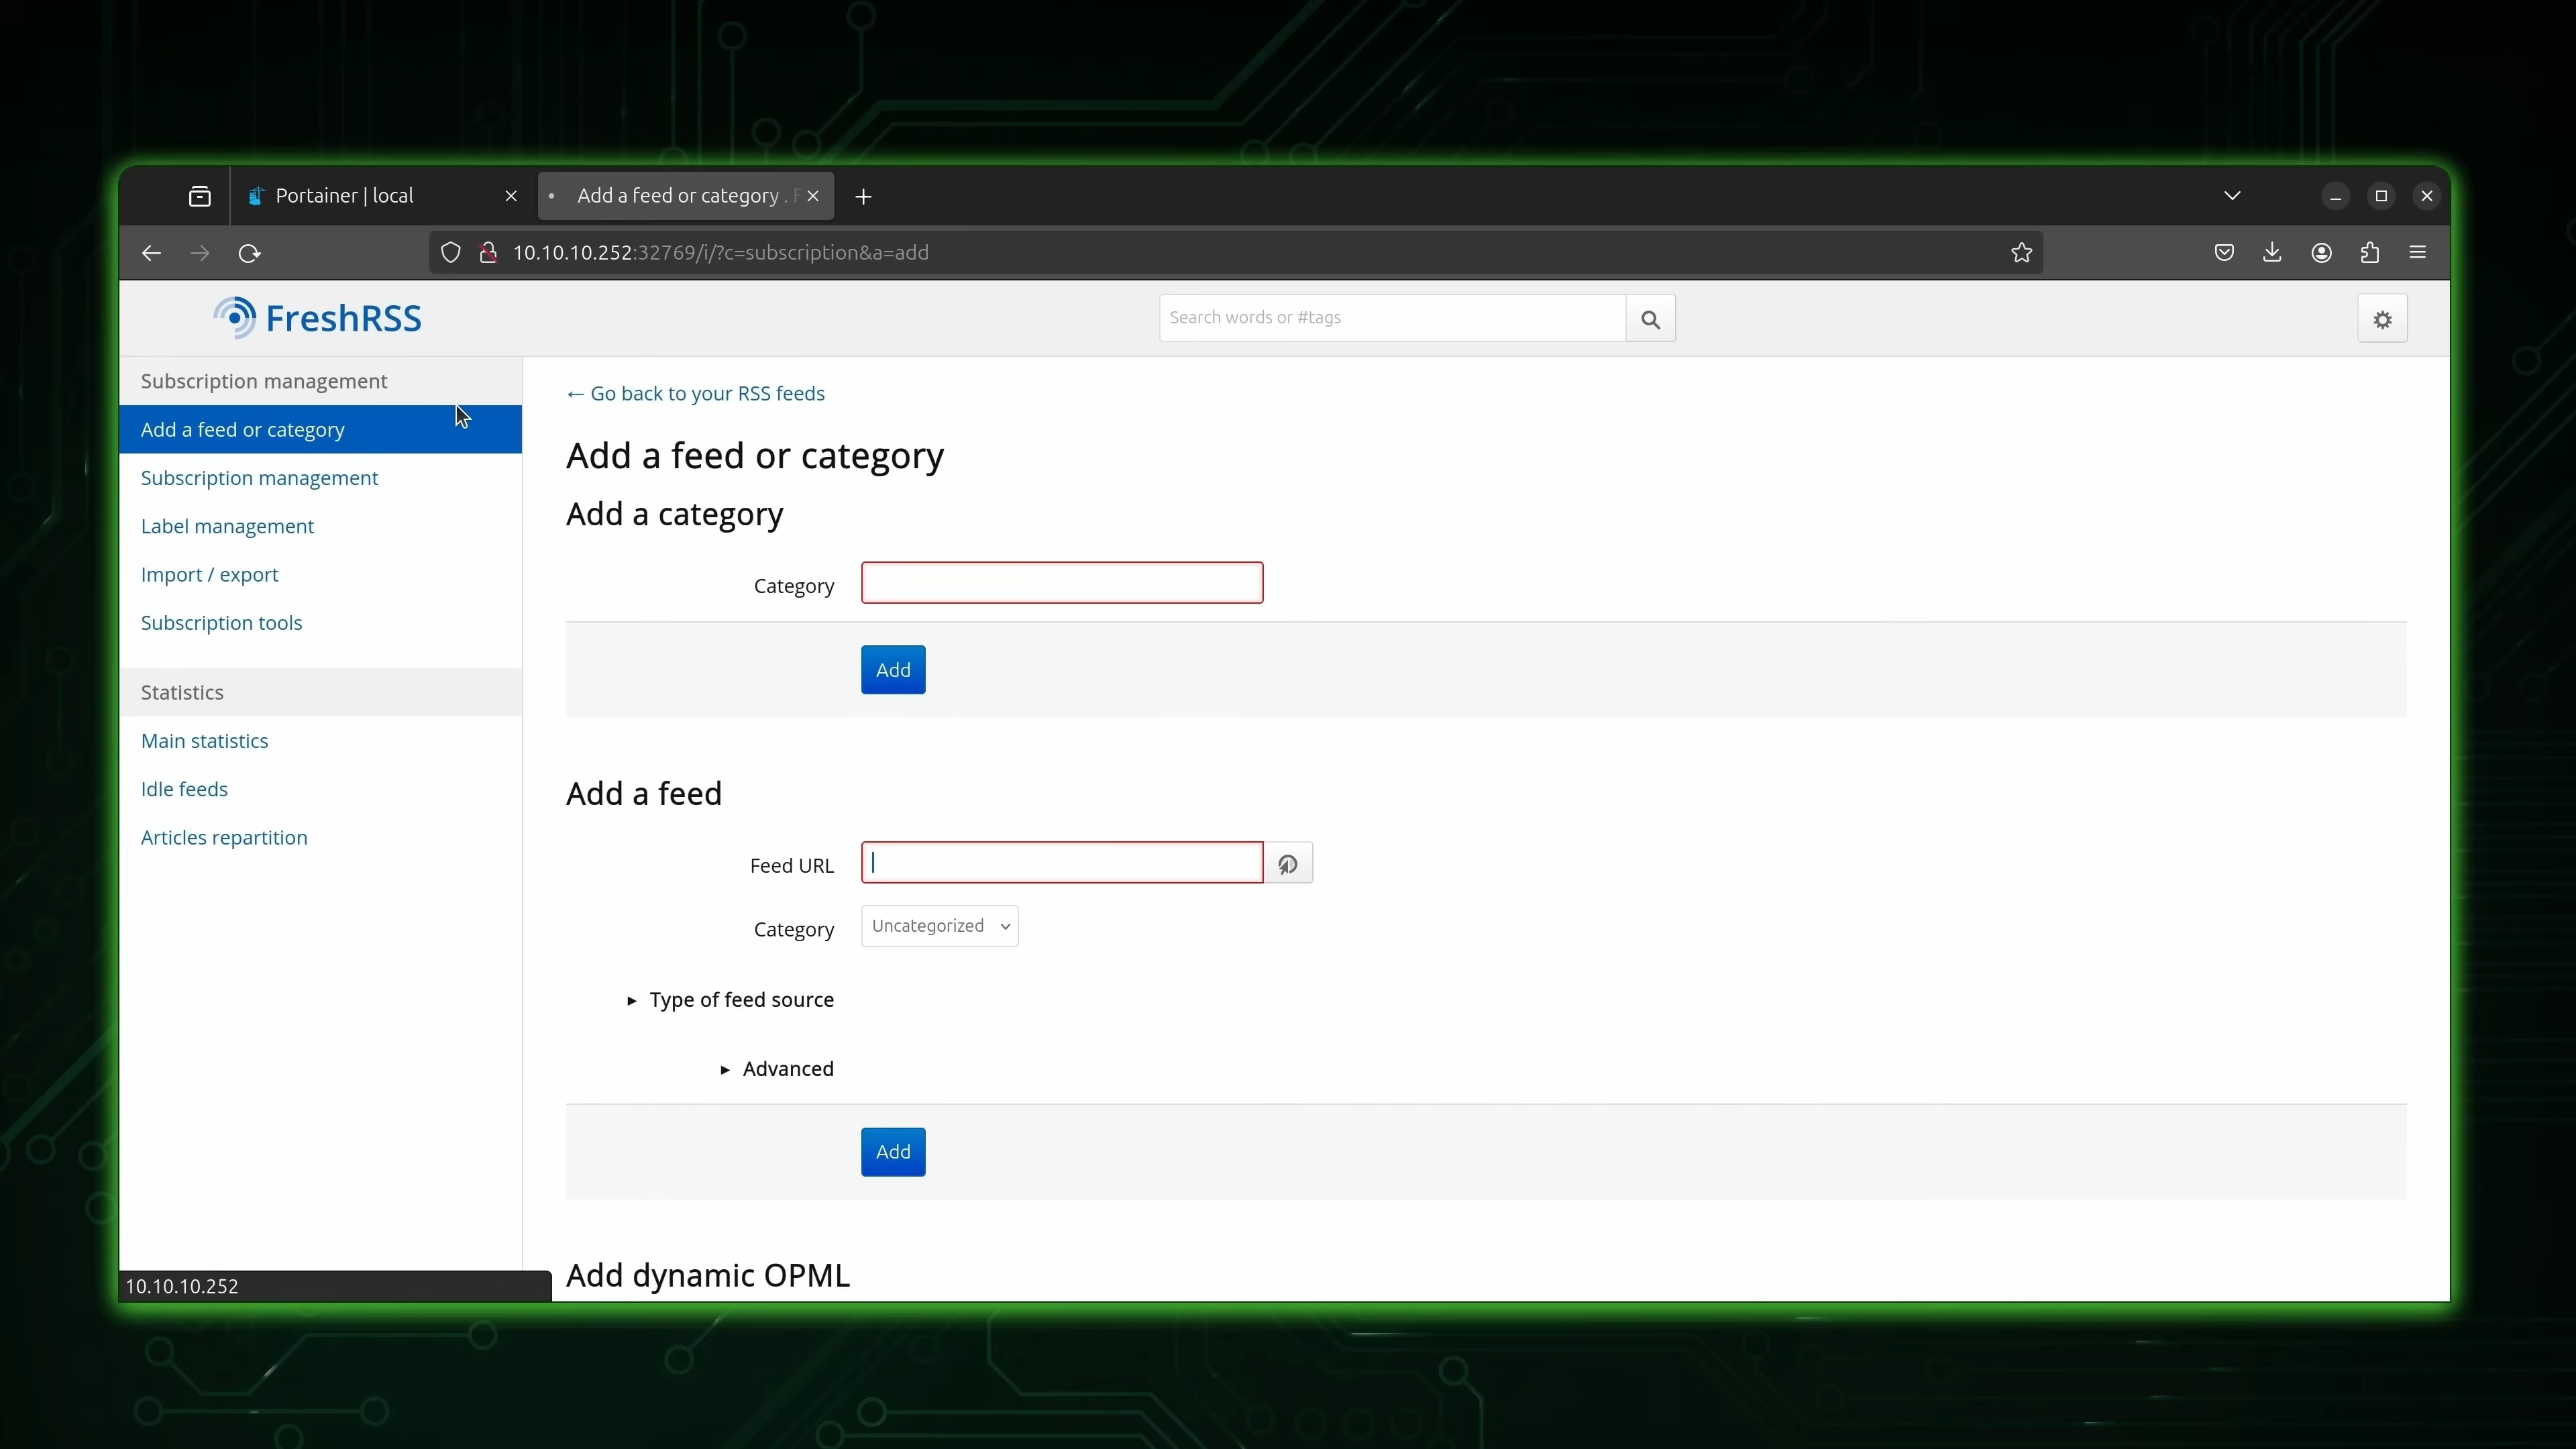 Portainer | local
Add a feed or category . F
10.10.10.252:32769/i/?c=subscription&a=add
FreshRSS
Search words or #tags
Subscription management
Add a feed or category
Subscription management
Label management
Import / export
Subscription tools
Statistics
Main statistics
Idle feeds
Articles repartition
← Go back to your RSS feeds
Add a feed or category
Add a category
Category
Add
Add a feed
Feed URL
Category
Uncategorized
▸ Type of feed source
▸ Advanced
Add
Add dynamic OPML
10.10.10.252